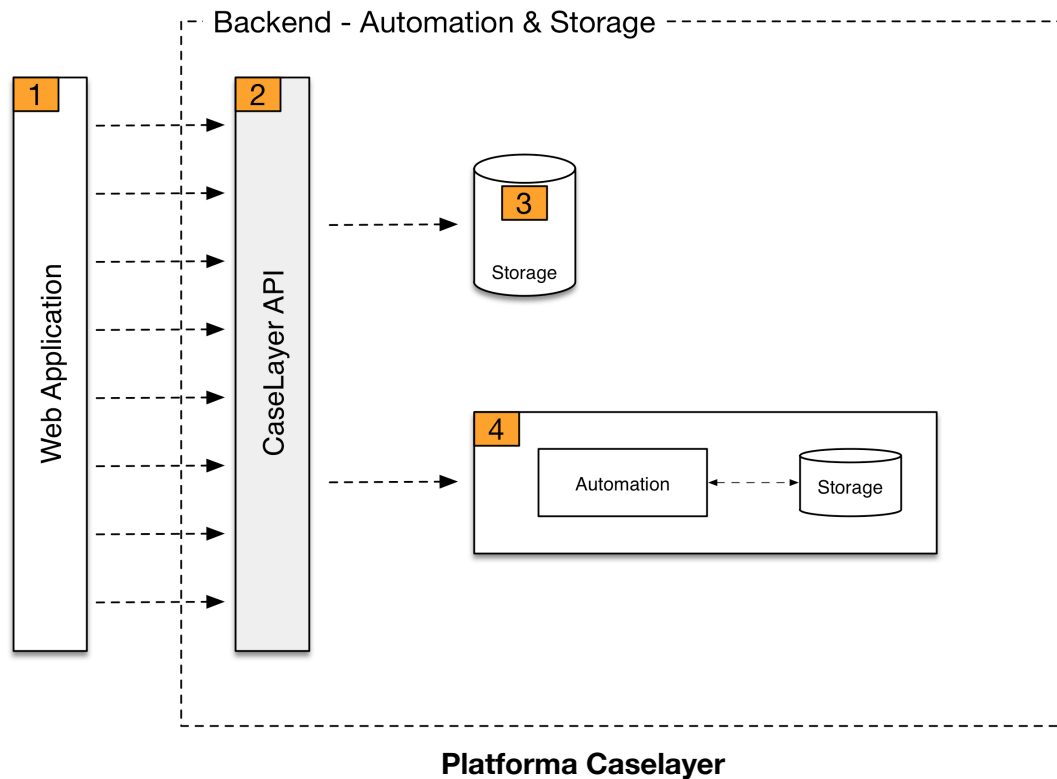 Backend - Automation & Storage
1
2
Web Application
CaseLayer API
3
Storage
4
Automation
Storage
Platforma Caselayer